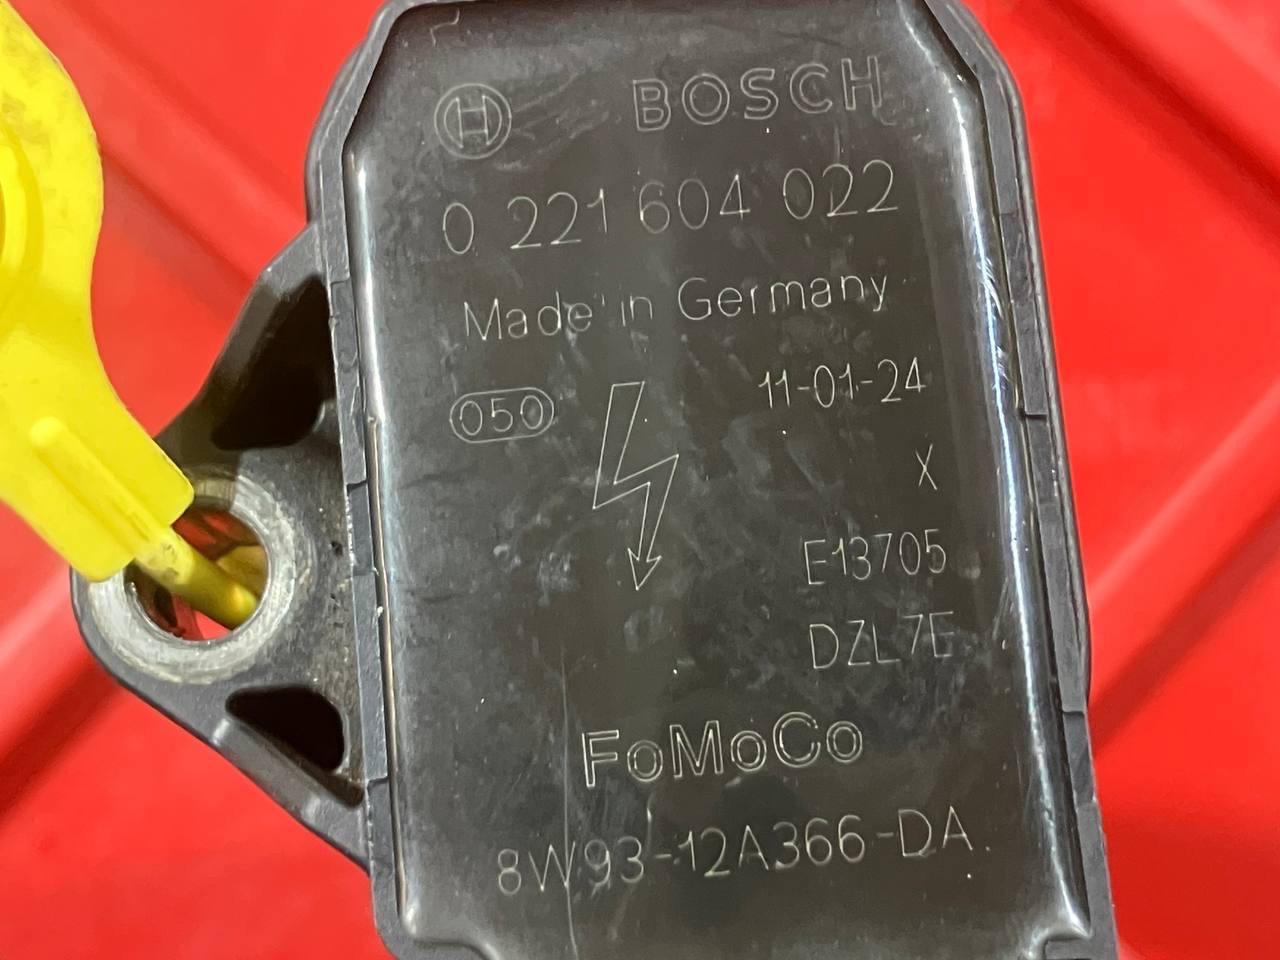 BOSCH
0 221 604 022
Made in Germany
050 11-01-24
X
E13705
DZL7E
FoMoCo
8W93-12A366-DA